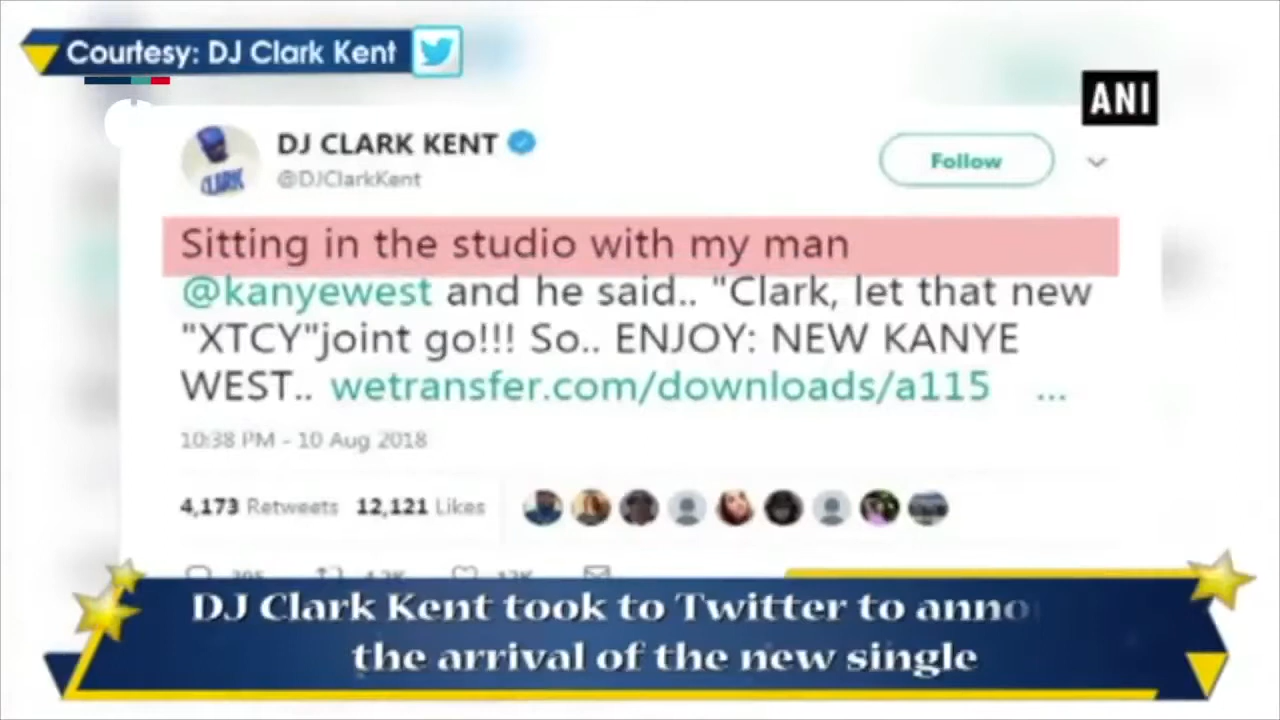 Courtesy: DJ Clark Kent
ANI
DJ CLARK KENT
@DJClarkKent
Follow
CLARK
Sitting in the studio with my man
@kanyewest and he said.. "Clark, let that new
"XTCY"joint go!!! So.. ENJOY: NEW KANYE
WEST.. wetransfer.com/downloads/a115 ...
10:38 PM - 10 Aug 2018
4,173 Retweets 12,121 Likes
DJ Clark Kent took to Twitter to anno
the arrival of the new single